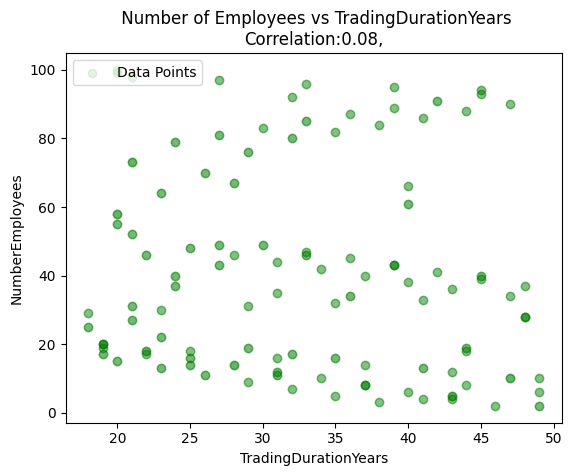 Number of Employees vs TradingDurationYears
Correlation:0.08,
Data Points
100
80
60
40
20
0
NumberEmployees
20
25
30
35
40
45
50
TradingDurationYears